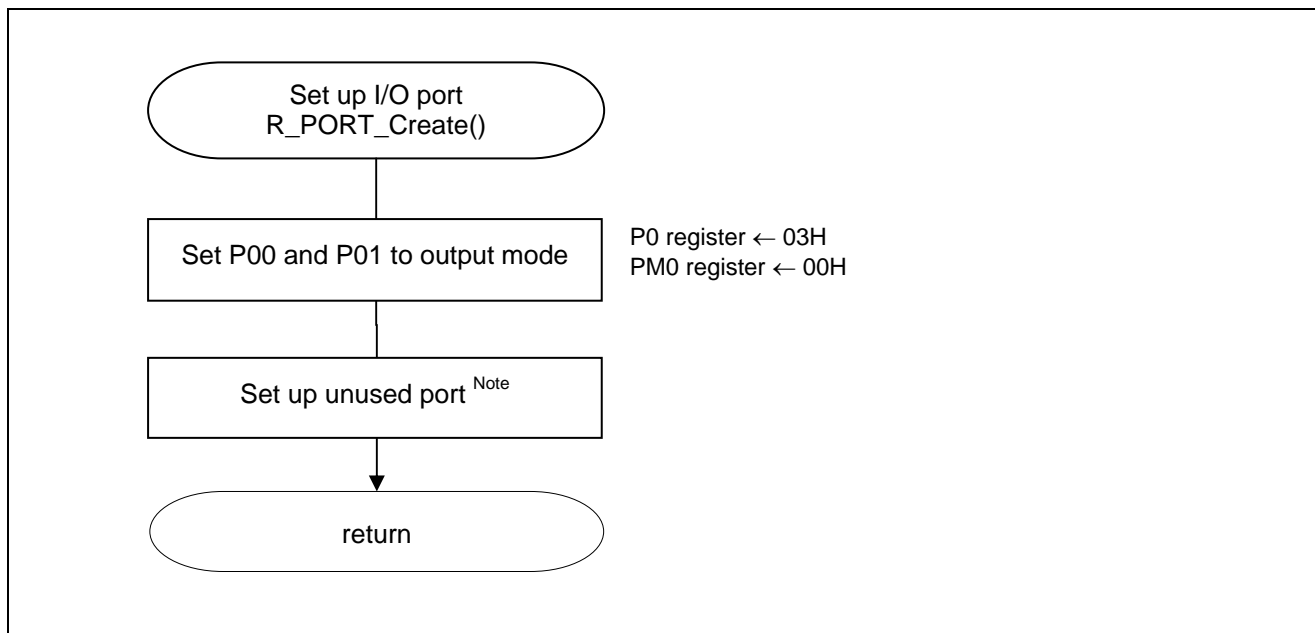 Set up I/O port
R_PORT_Create()
Set P00 and P01 to output mode
P0 register ← 03H
PM0 register ← 00H
Set up unused port Note
return